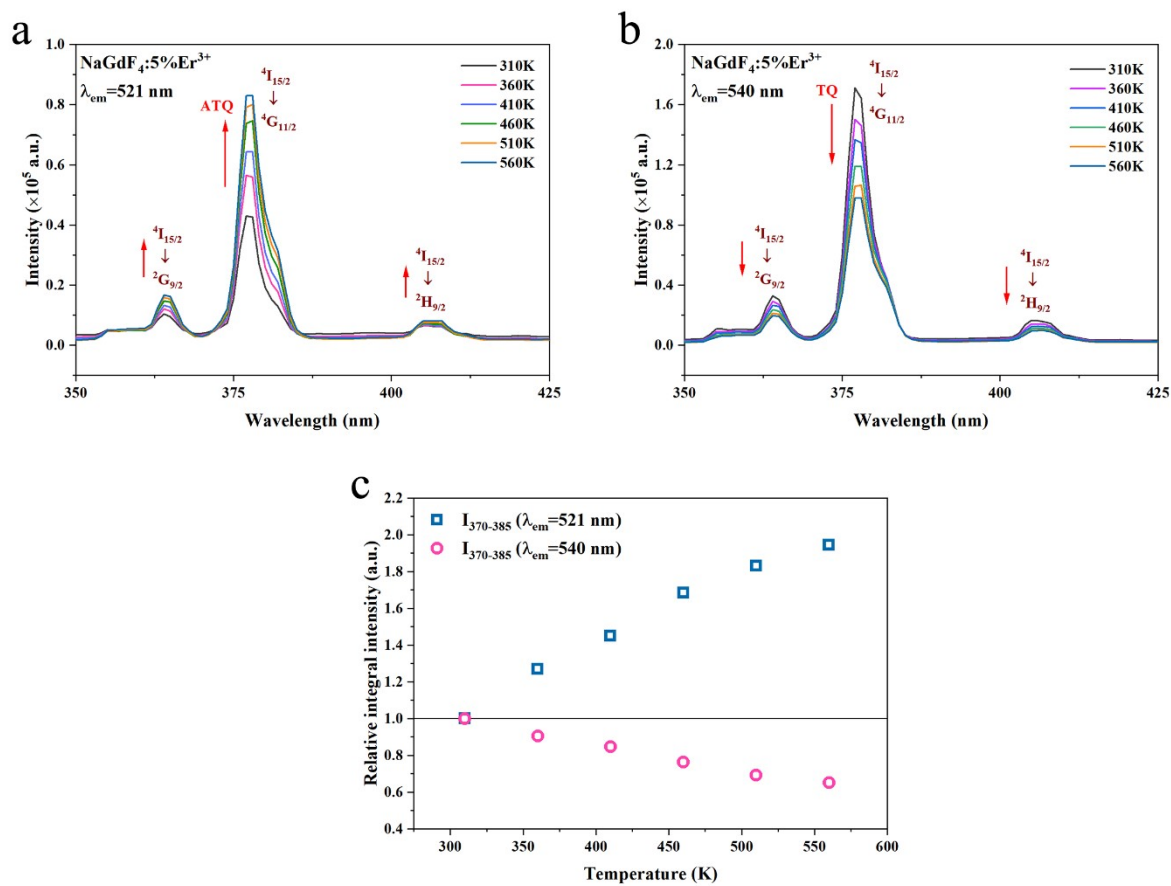 a
NaGdF₄:5%Er³⁺
λₑₘ=521 nm
ATQ
⁴I₁₅/₂
↓
⁴G₁₁/₂
310K
360K
410K
460K
510K
560K
⁴I₁₅/₂
↓
²G₉/₂
⁴I₁₅/₂
↓
²H₉/₂
Intensity (×10⁵ a.u.)
1.0
0.8
0.6
0.4
0.2
0.0
350
375
400
425
Wavelength (nm)
b
NaGdF₄:5%Er³⁺
λₑₘ=540 nm
TQ
⁴I₁₅/₂
↓
⁴G₁₁/₂
310K
360K
410K
460K
510K
560K
⁴I₁₅/₂
↓
²G₉/₂
⁴I₁₅/₂
↓
²H₉/₂
Intensity (×10⁵ a.u.)
2.0
1.6
1.2
0.8
0.4
0.0
350
375
400
425
Wavelength (nm)
c
I₃₇₀₋₃₈₅ (λₑₘ=521 nm)
I₃₇₀₋₃₈₅ (λₑₘ=540 nm)
Relative integral intensity (a.u.)
2.2
2.0
1.8
1.6
1.4
1.2
1.0
0.8
0.6
0.4
300
350
400
450
500
550
600
Temperature (K)